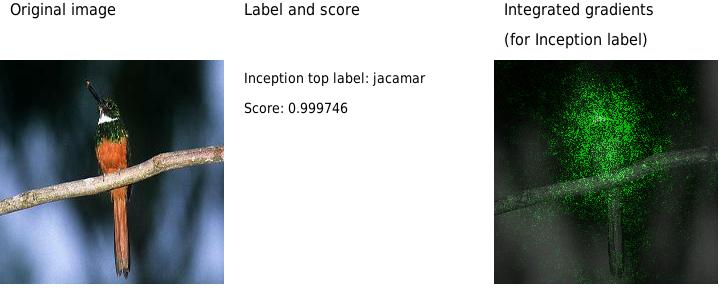 Original image
Label and score
Integrated gradients
(for Inception label)
Inception top label: jacamar
Score: 0.999746